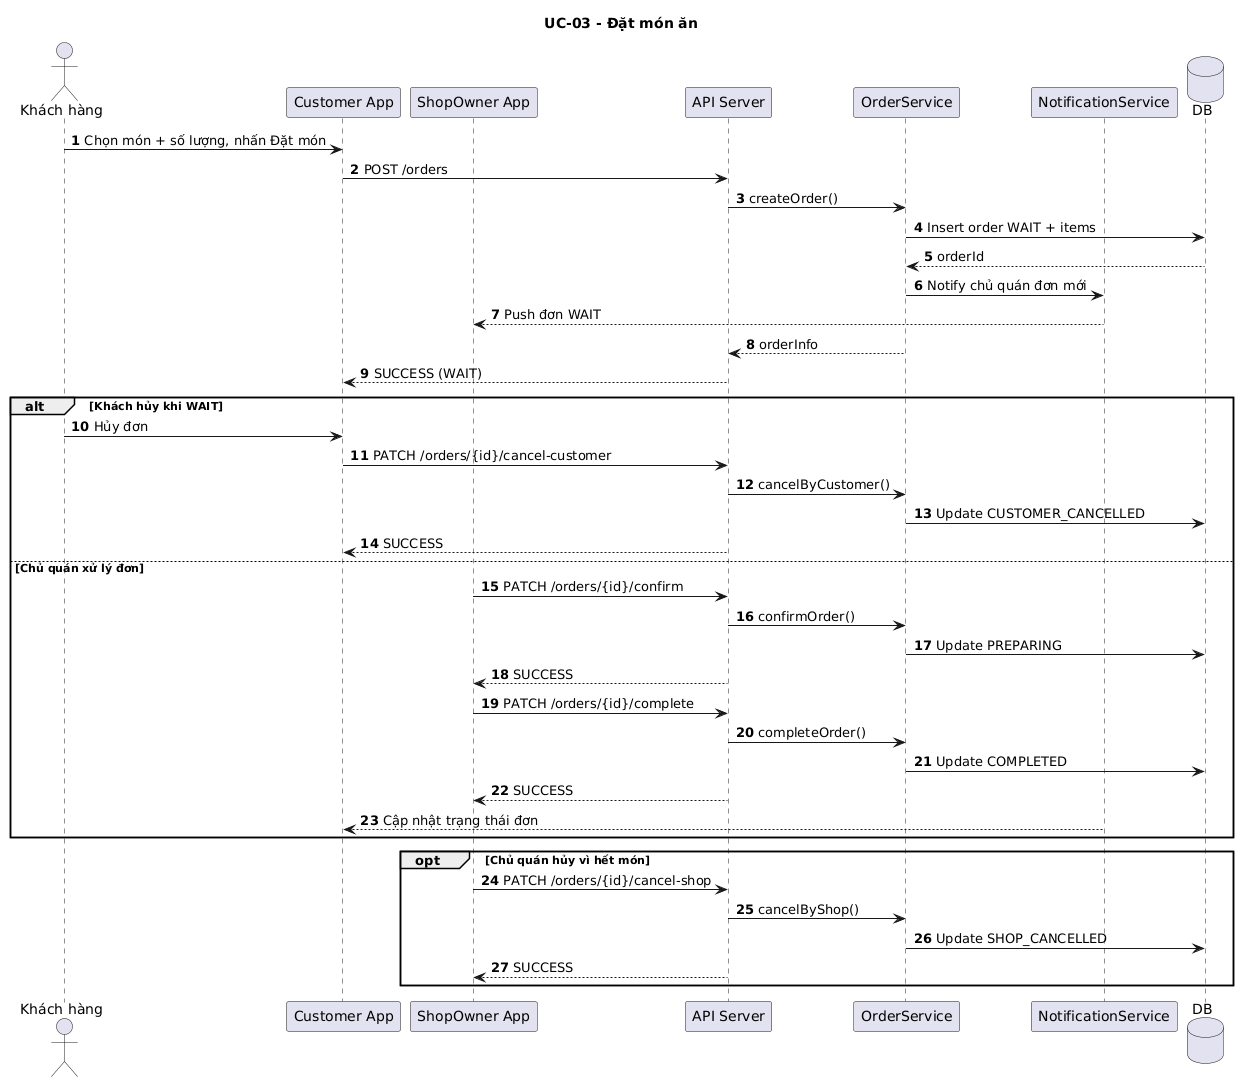 UC-03 - Đặt món ăn
Khách hàng
Customer App
ShopOwner App
API Server
OrderService
NotificationService
DB
1 Chọn món + số lượng, nhấn Đặt món
2 POST /orders
3 createOrder()
4 Insert order WAIT + items
5 orderId
6 Notify chủ quán đơn mới
7 Push đơn WAIT
8 orderInfo
9 SUCCESS (WAIT)
alt [Khách hủy khi WAIT]
10 Hủy đơn
11 PATCH /orders/{id}/cancel-customer
12 cancelByCustomer()
13 Update CUSTOMER_CANCELLED
14 SUCCESS
[Chủ quán xử lý đơn]
15 PATCH /orders/{id}/confirm
16 confirmOrder()
17 Update PREPARING
18 SUCCESS
19 PATCH /orders/{id}/complete
20 completeOrder()
21 Update COMPLETED
22 SUCCESS
23 Cập nhật trạng thái đơn
opt [Chủ quán hủy vì hết món]
24 PATCH /orders/{id}/cancel-shop
25 cancelByShop()
26 Update SHOP_CANCELLED
27 SUCCESS
Khách hàng
Customer App
ShopOwner App
API Server
OrderService
NotificationService
DB